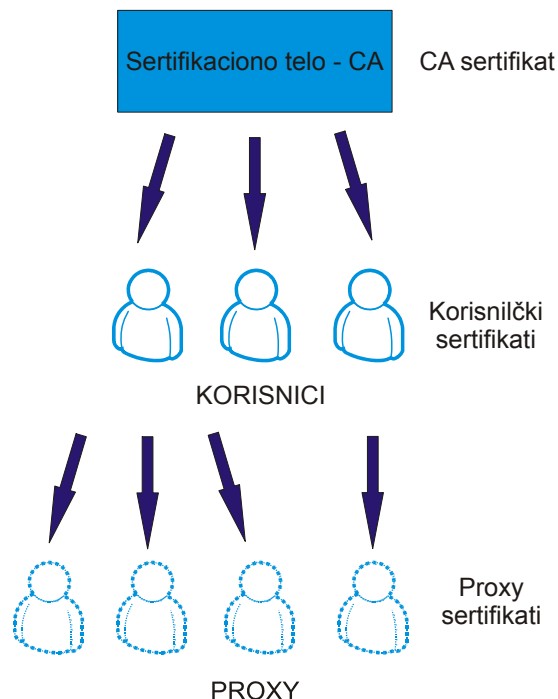 Sertifikaciono telo - CA
CA sertifikat
Korisnilčki
sertifikati
KORISNICI
Proxy
sertifikati
PROXY